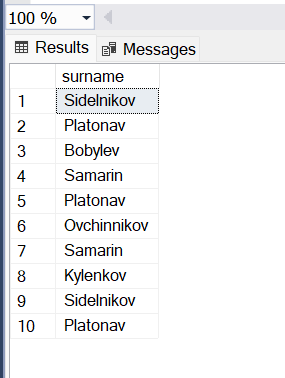 100 %
Results Messages
surname
1 Sidelnikov
2 Platonav
3 Bobylev
4 Samarin
5 Platonav
6 Ovchinnikov
7 Samarin
8 Kylenkov
9 Sidelnikov
10 Platonav